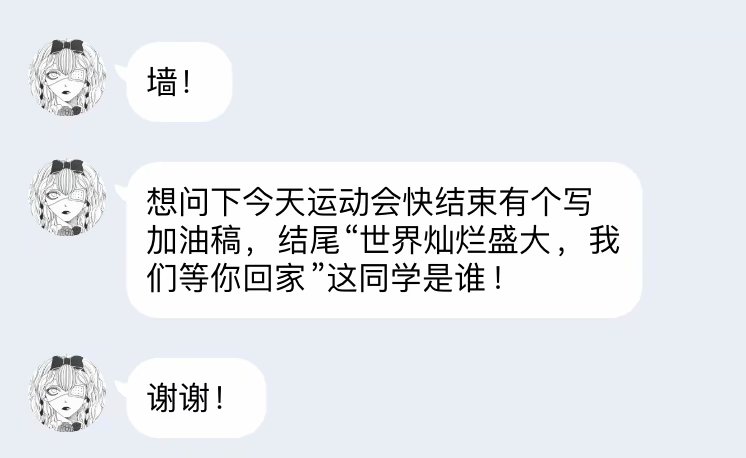 墙!
想问下今天运动会快结束有个写
加油稿，结尾“世界灿烂盛大，我
们等你回家”这同学是谁!
谢谢!